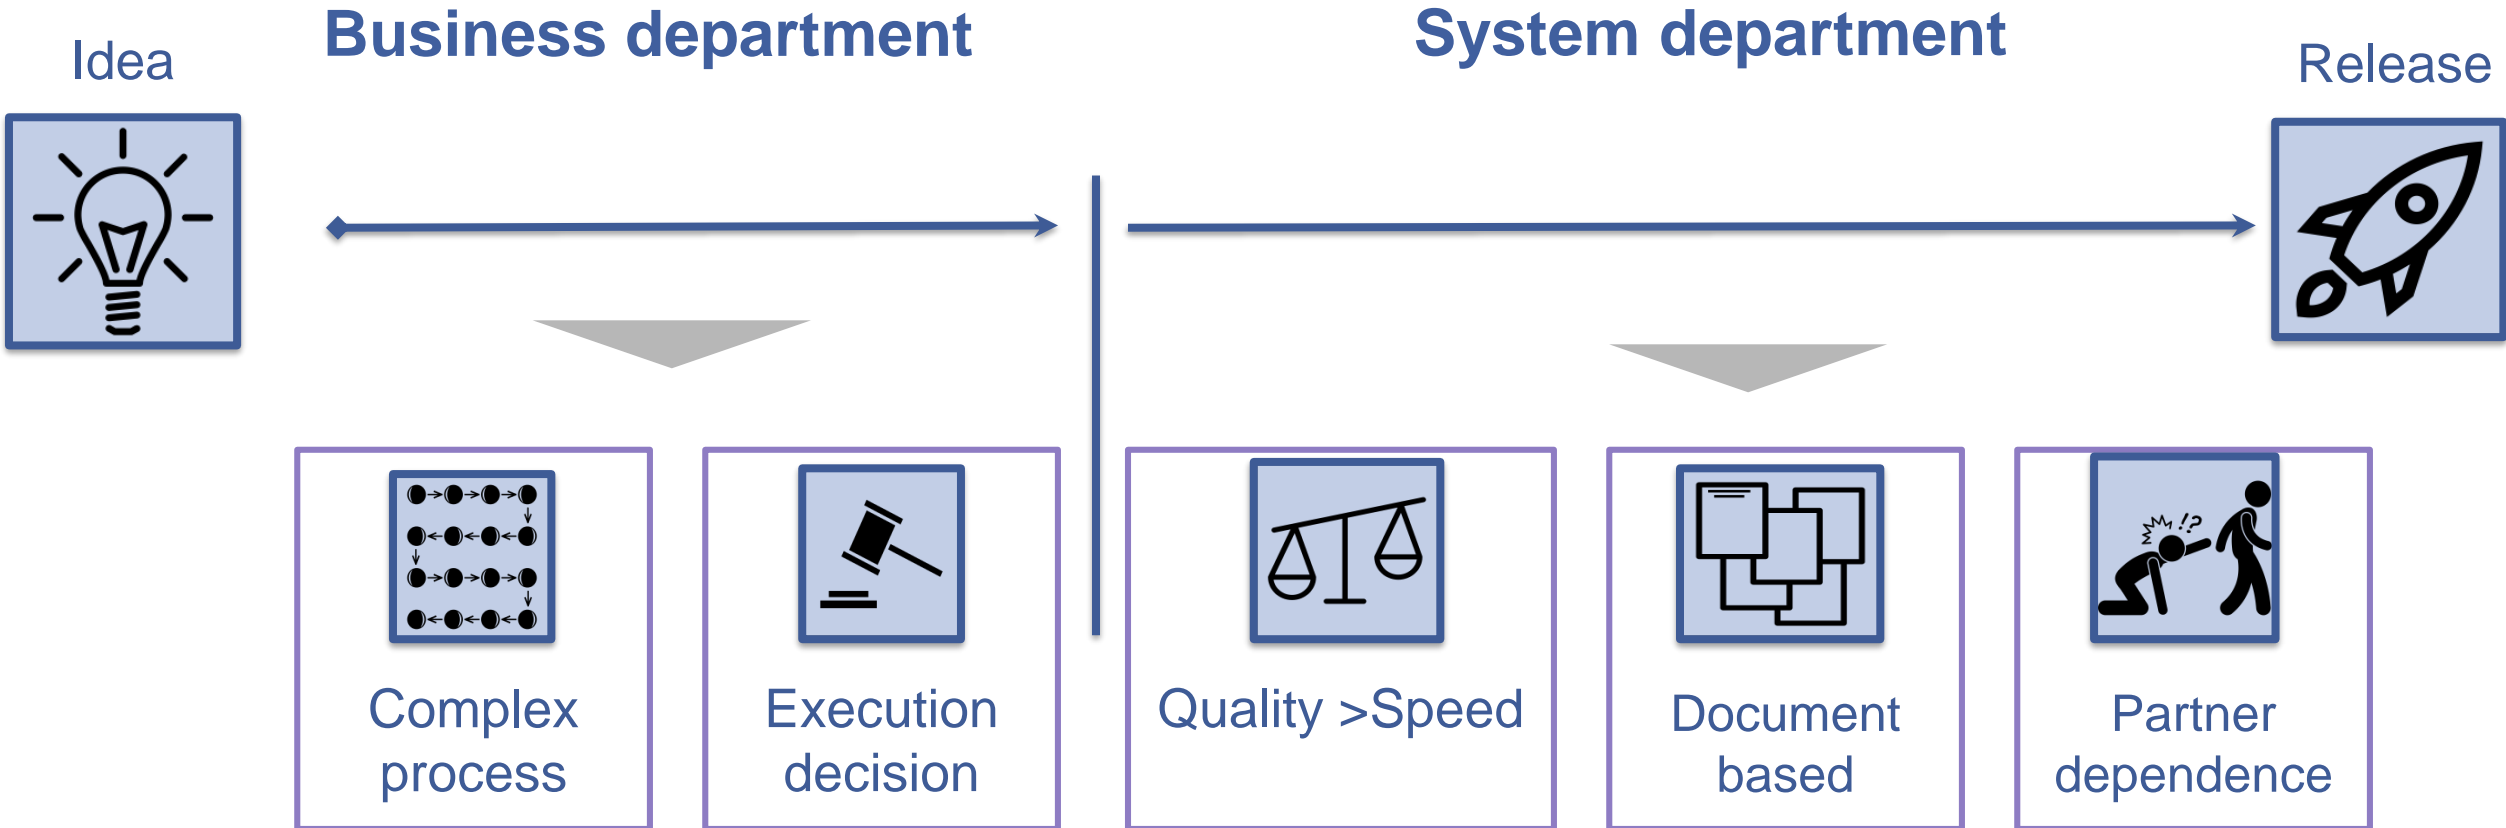 Business department
System department
Idea
Release
Complex
process
Execution
decision
Quality >Speed
Document
based
!?
Partner
dependence